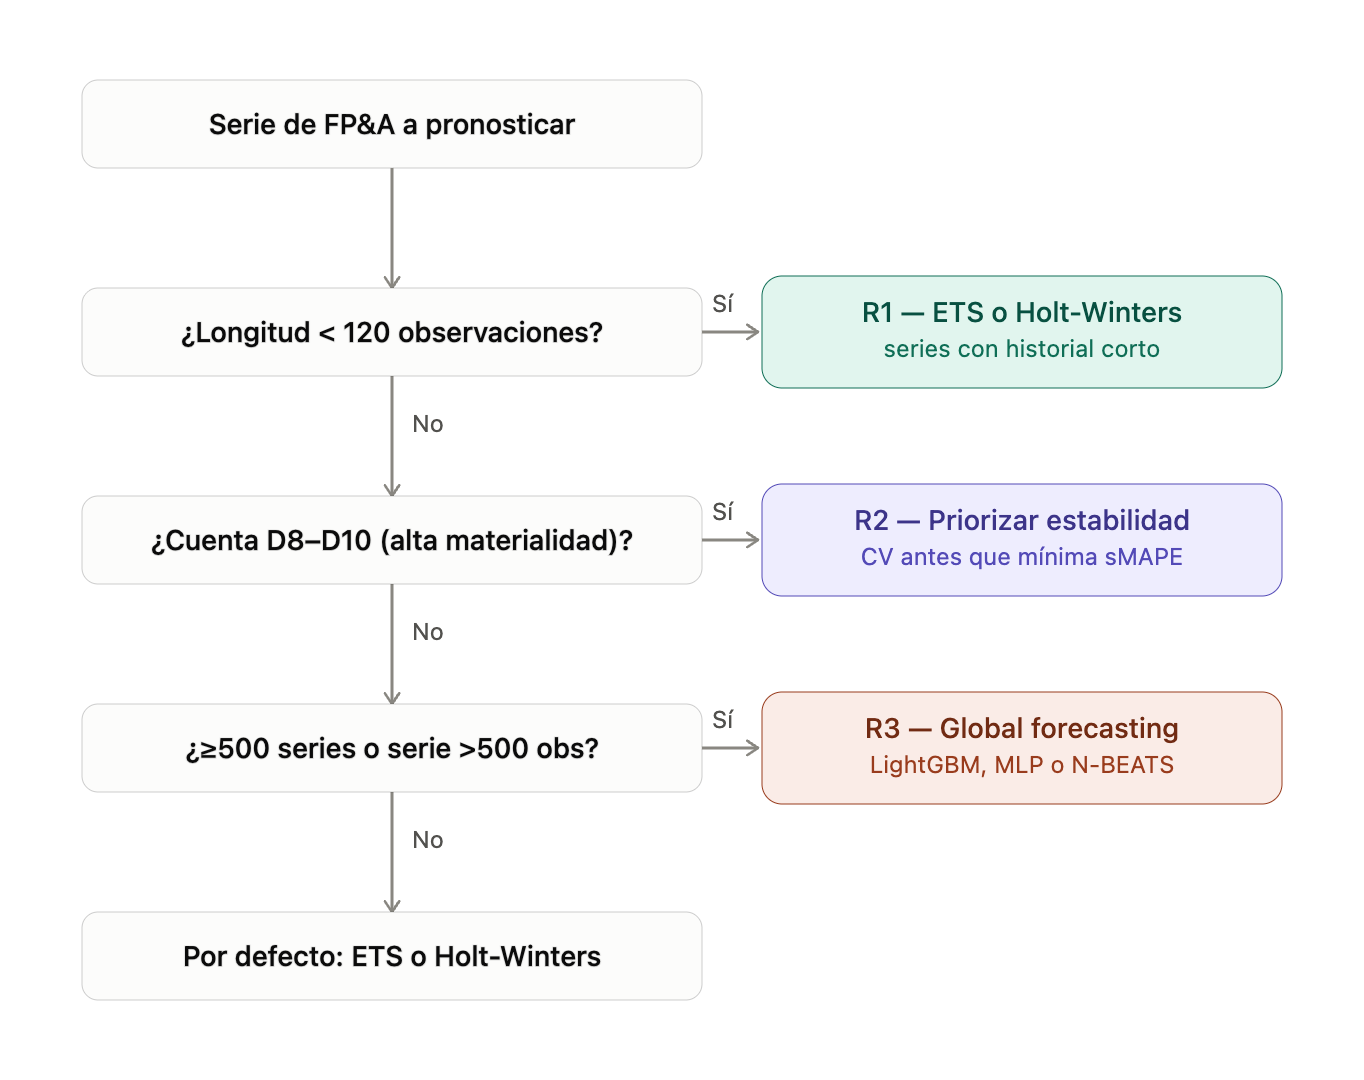 Serie de FP&A a pronosticar
¿Longitud < 120 observaciones?
Sí
R1 — ETS o Holt-Winters
series con historial corto
No
¿Cuenta D8–D10 (alta materialidad)?
Sí
R2 — Priorizar estabilidad
CV antes que mínima sMAPE
No
¿≥500 series o serie >500 obs?
Sí
R3 — Global forecasting
LightGBM, MLP o N-BEATS
No
Por defecto: ETS o Holt-Winters